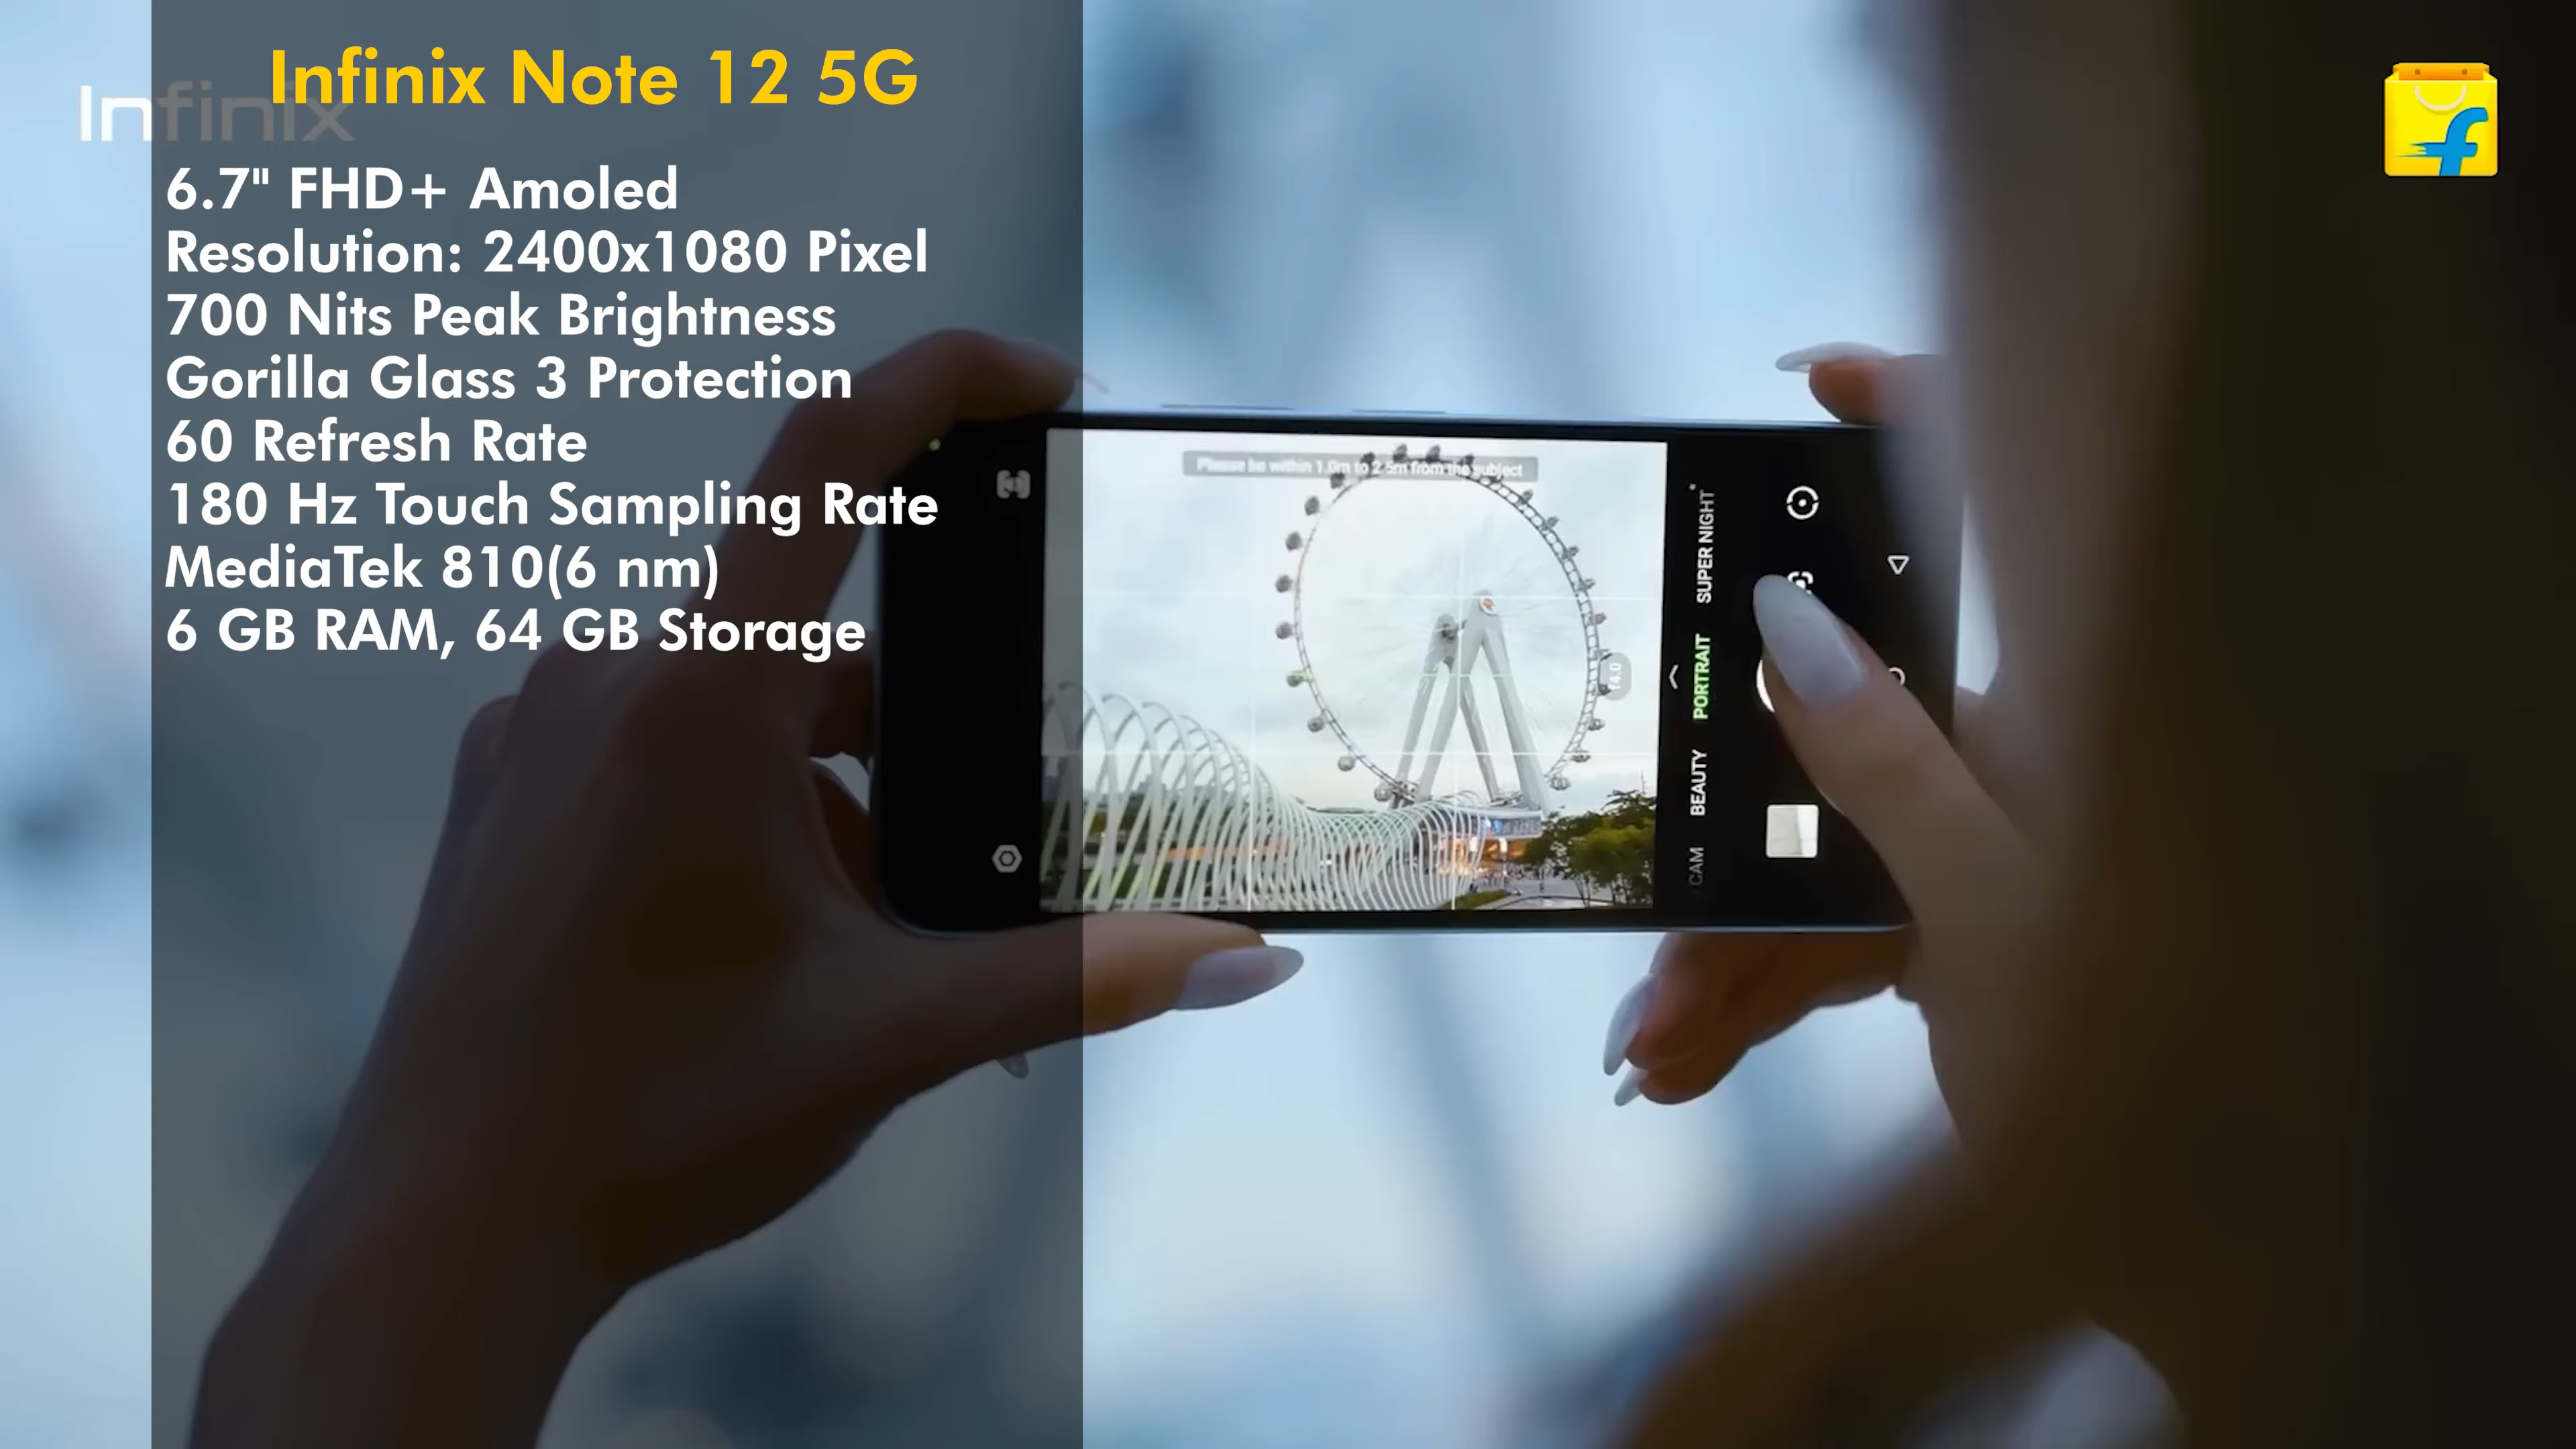 Infinix Note 12 5G
Infinix
6.7" FHD+ Amoled
Resolution: 2400x1080 Pixel
700 Nits Peak Brightness
Gorilla Glass 3 Protection
60 Refresh Rate
180 Hz Touch Sampling Rate
MediaTek 810(6 nm)
6 GB RAM, 64 GB Storage
Please be within 1.0m to 2.5m from the subject
SUPER NIGHT
PORTRAIT
BEAUTY
CAM
f4.0
f